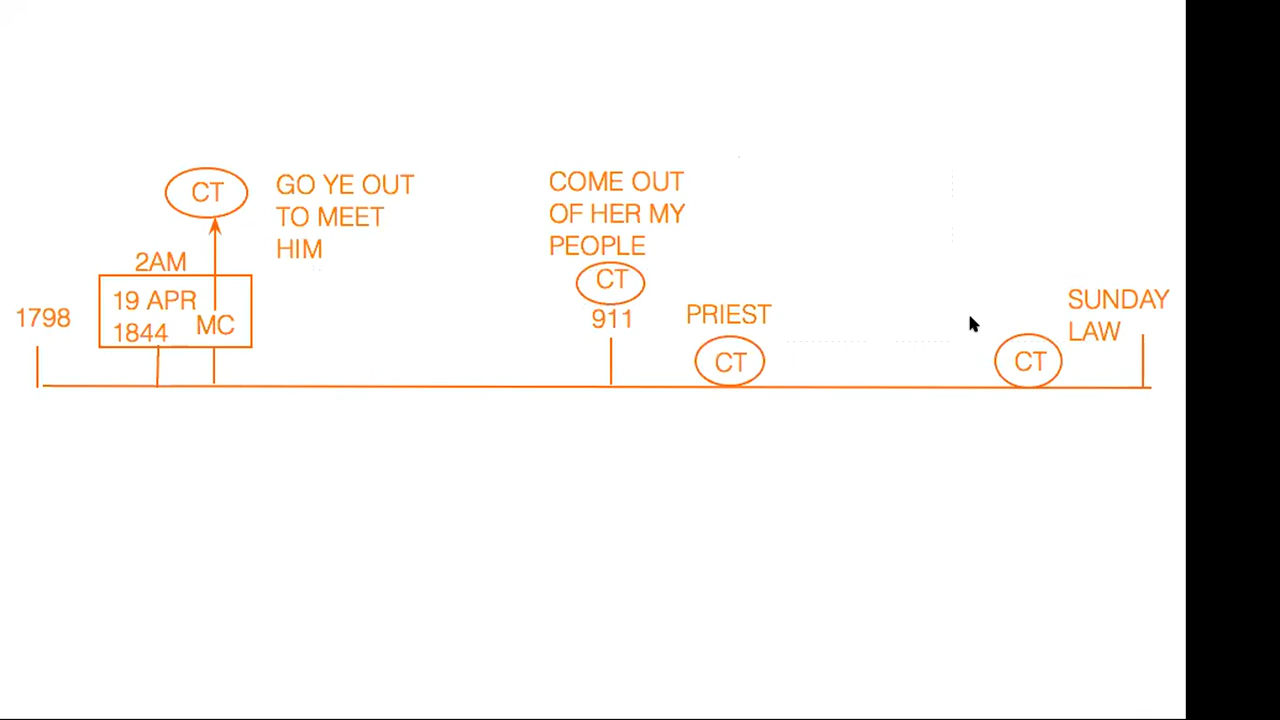 CT
GO YE OUT
TO MEET
HIM
2AM
19 APR
1844
MC
1798
COME OUT
OF HER MY
PEOPLE
CT
911
PRIEST
CT
SUNDAY
LAW
CT